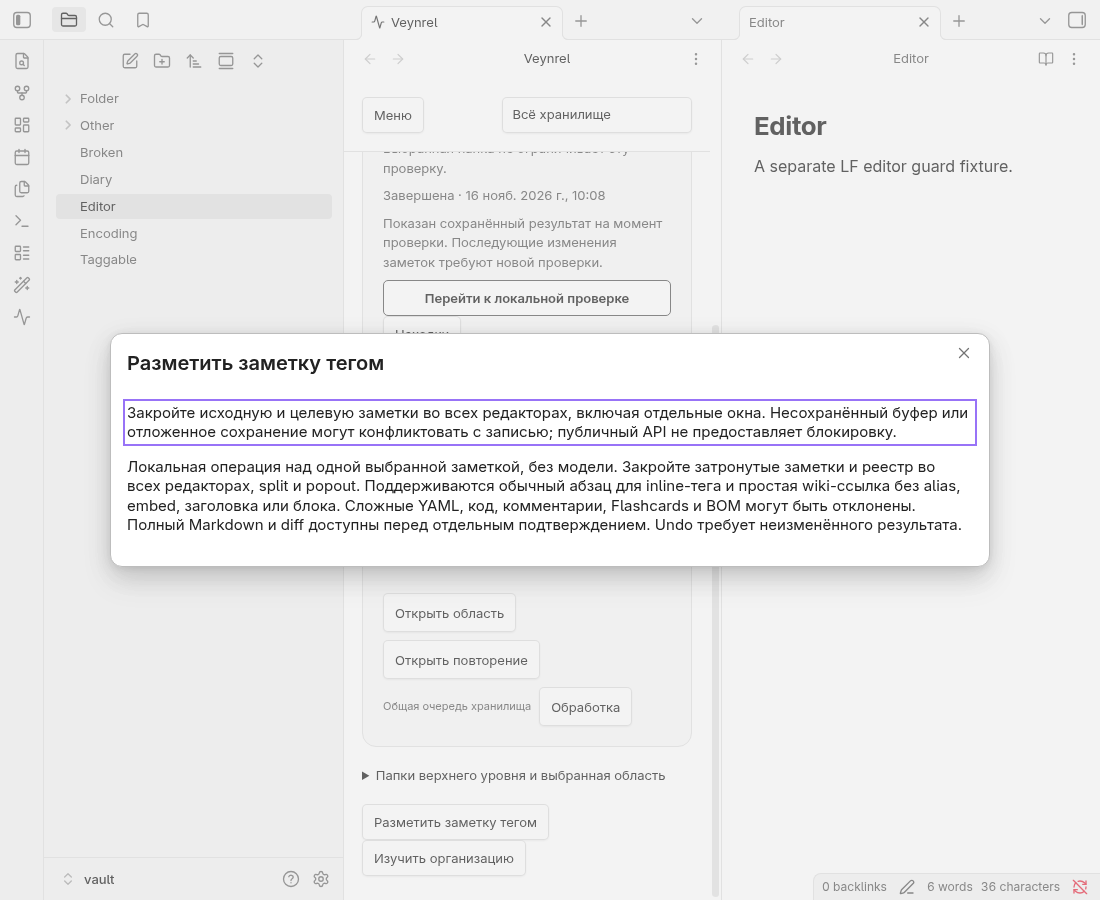 Veynrel
Editor
Veynrel
Editor
Folder
Other
Broken
Diary
Editor
Encoding
Taggable
vault
Меню
Всё хранилище
проверку.
Завершена · 16 нояб. 2026 г., 10:08
Показан сохранённый результат на момент
проверки. Последующие изменения
заметок требуют новой проверки.
Перейти к локальной проверке
Разметить заметку тегом
Закройте исходную и целевую заметки во всех редакторах, включая отдельные окна. Несохранённый буфер или
отложенное сохранение могут конфликтовать с записью; публичный API не предоставляет блокировку.
Локальная операция над одной выбранной заметкой, без модели. Закройте затронутые заметки и реестр во
всех редакторах, split и popout. Поддерживаются обычный абзац для inline-тега и простая wiki-ссылка без alias,
embed, заголовка или блока. Сложные YAML, код, комментарии, Flashcards и BOM могут быть отклонены.
Полный Markdown и diff доступны перед отдельным подтверждением. Undo требует неизменённого результата.
Открыть область
Открыть повторение
Общая очередь хранилища
Обработка
Папки верхнего уровня и выбранная область
Разметить заметку тегом
Изучить организацию
Editor
A separate LF editor guard fixture.
0 backlinks
6 words
36 characters